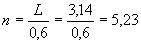 n = L/0,6 = 3,14/0,6 = 5,23